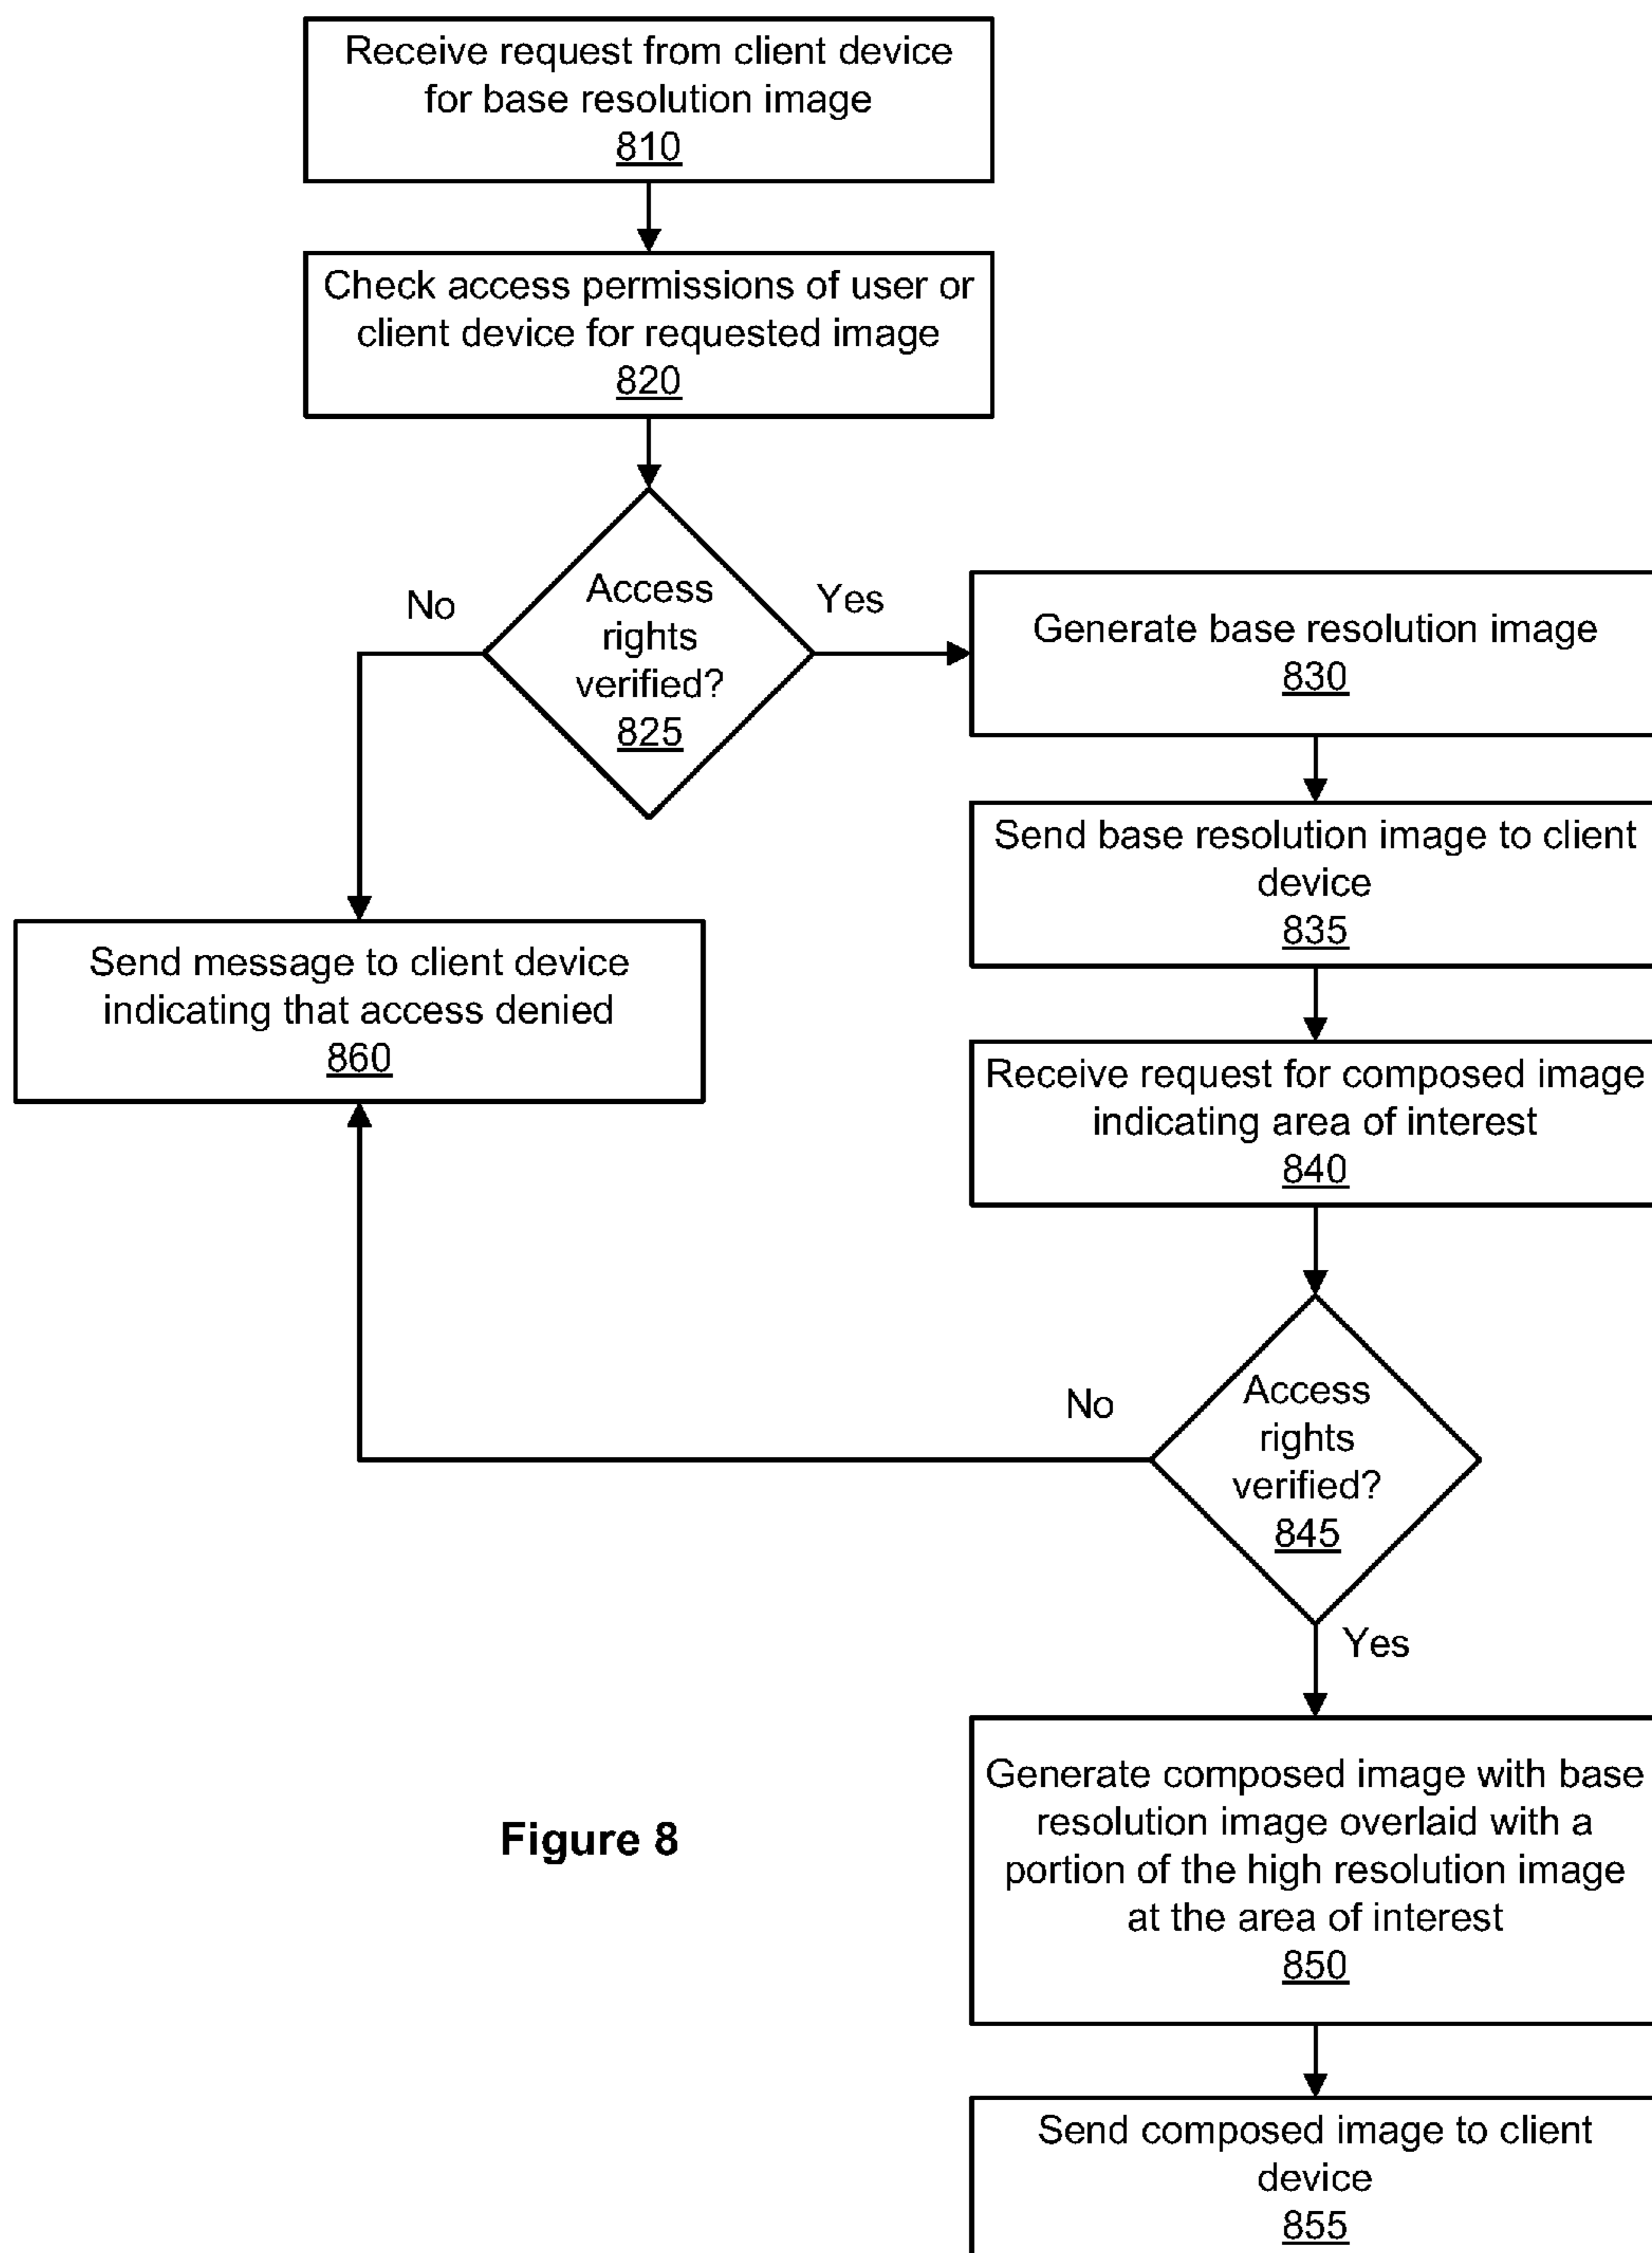 Receive request from client device
for base resolution image
810
Check access permissions of user or
client device for requested image
820
Access
rights
verified?
825
No
Yes
Generate base resolution image
830
Send base resolution image to client
device
835
Send message to client device
indicating that access denied
860
Receive request for composed image
indicating area of interest
840
Access
rights
verified?
845
No
Yes
Generate composed image with base
resolution image overlaid with a
portion of the high resolution image
at the area of interest
850
Figure 8
Send composed image to client
device
855